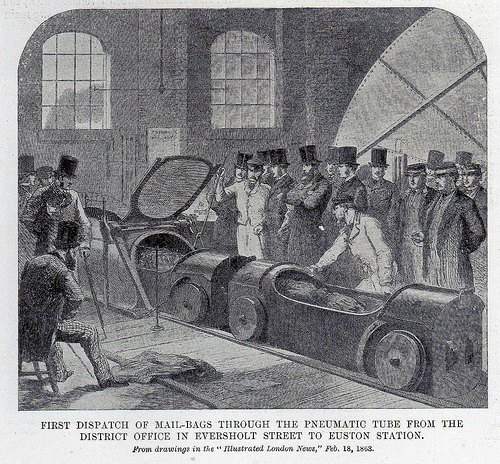 FIRST DISPATCH OF MAIL-BAGS THROUGH THE PNEUMATIC TUBE FROM THE
DISTRICT OFFICE IN EVERSHOLT STREET TO EUSTON STATION.
From drawings in the "Illustrated London News," Feb. 18, 1863.